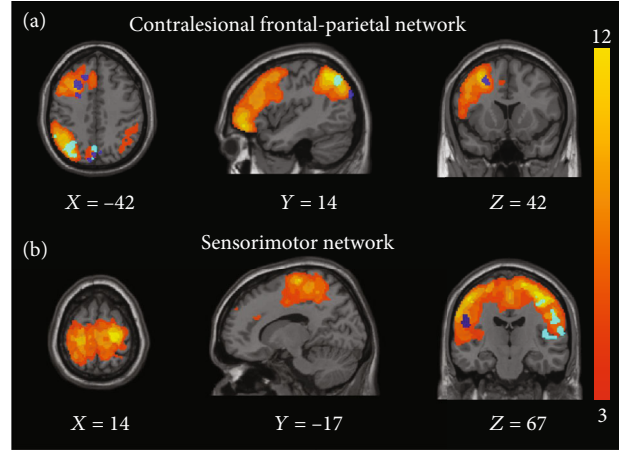 (a)
Contralesional frontal-parietal network
12
X = –42
Y = 14
Z = 42
(b)
Sensorimotor network
X = 14
Y = –17
Z = 67
3